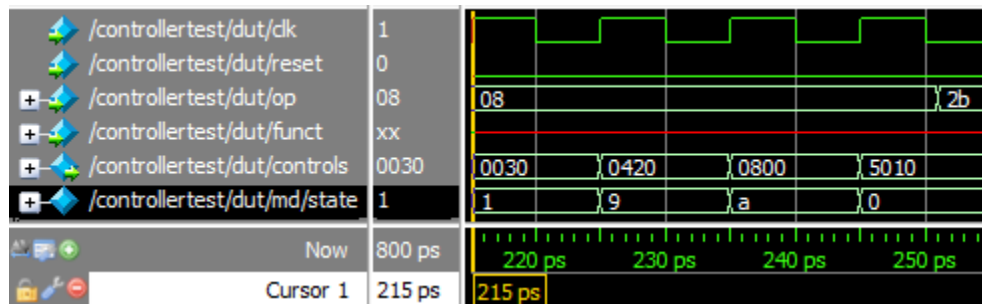 /controllertest/dut/clk 1
/controllertest/dut/reset 0
/controllertest/dut/op 08 08 2b
/controllertest/dut/funct xx
/controllertest/dut/controls 0030 0030 0420 0800 5010
/controllertest/dut/md/state 1 1 9 a 0
Now 800 ps 220 ps 230 ps 240 ps 250 ps
Cursor 1 215 ps 215 ps